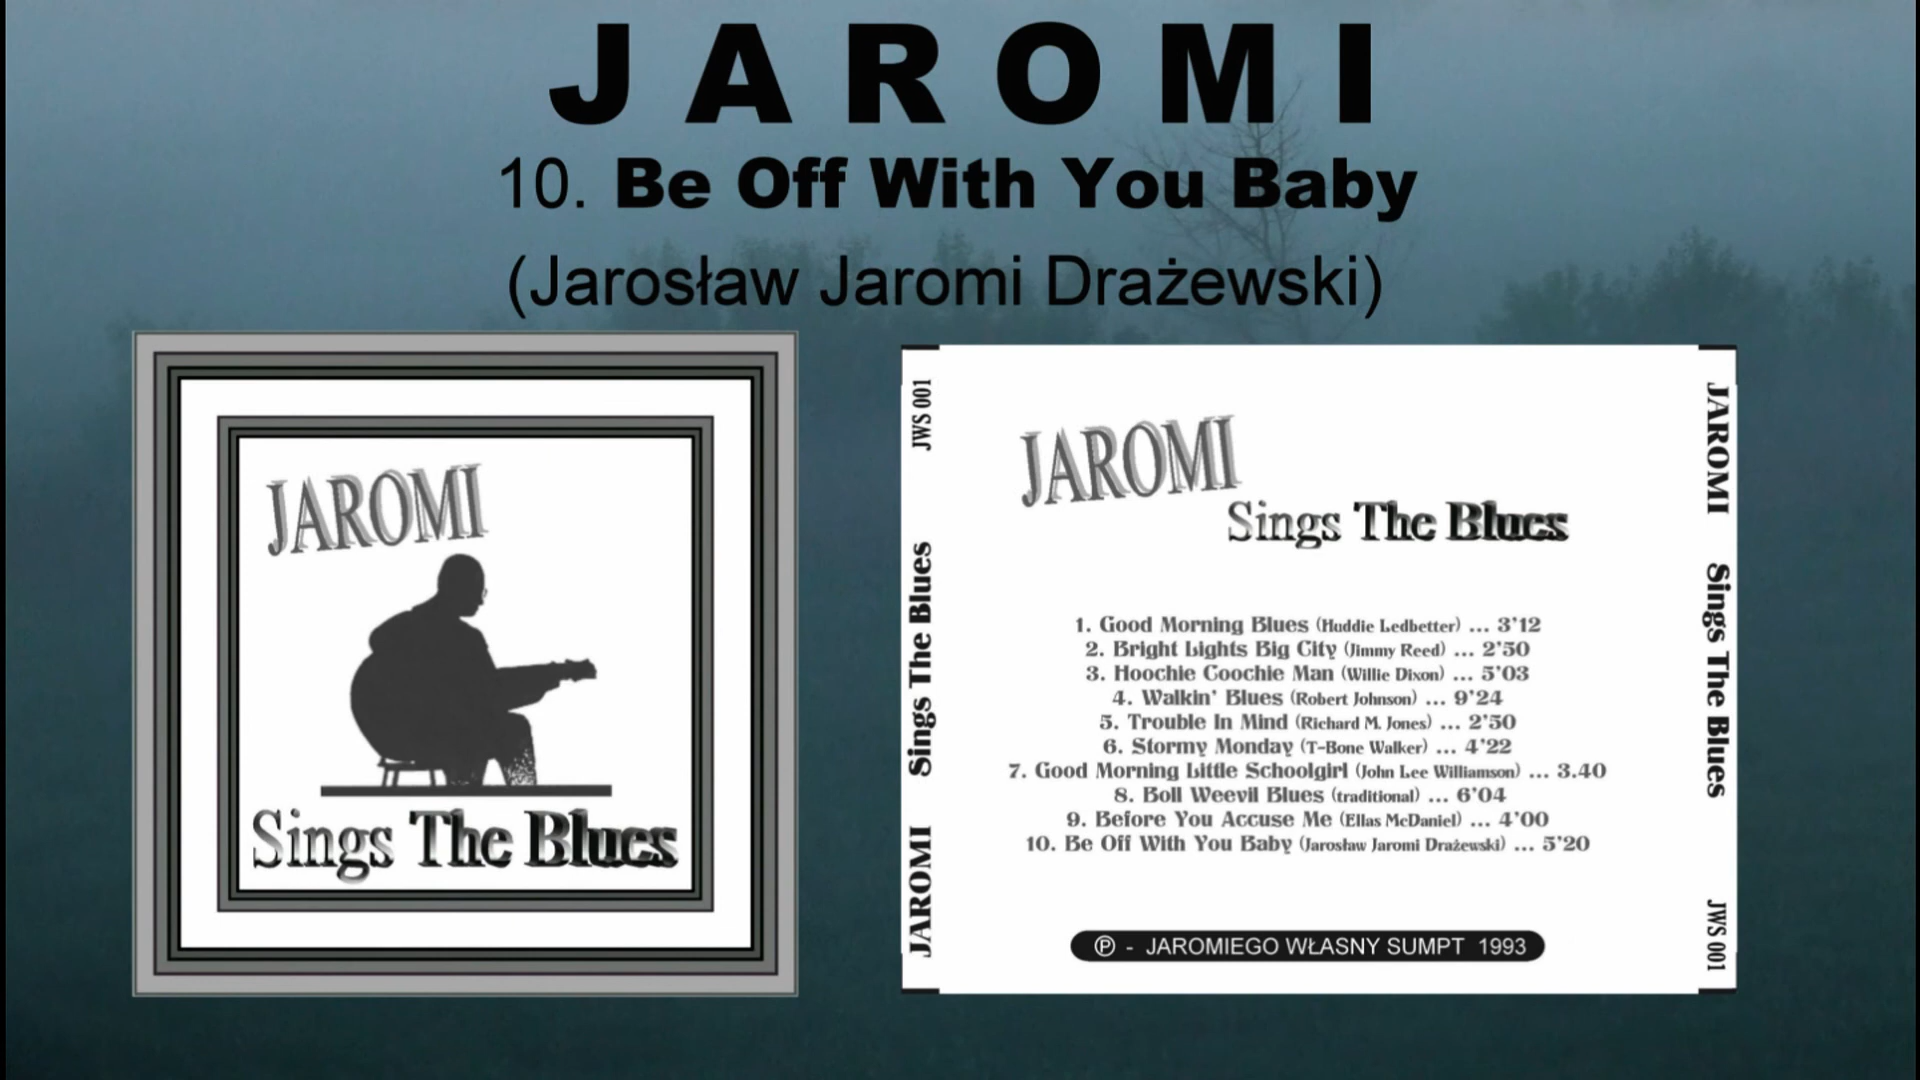 JAROMI
10. Be Off With You Baby
(Jarosław Jaromi Drażewski)
JAROMI
Sings The Blues
JWS 001
Sings The Blues
JAROMI
JAROMI
Sings The Blues
1. Good Morning Blues (Huddie Ledbetter) ... 3'12
2. Bright Lights Big City (Jimmy Reed) ... 2'50
3. Hoochie Coochie Man (Willie Dixon) ... 5'03
4. Walkin' Blues (Robert Johnson) ... 9'24
5. Trouble In Mind (Richard M. Jones) ... 2'50
6. Stormy Monday (T-Bone Walker) ... 4'22
7. Good Morning Little Schoolgirl (John Lee Williamson) ... 3.40
8. Boll Weevil Blues (traditional) ... 6'04
9. Before You Accuse Me (Ellas McDaniel) ... 4'00
10. Be Off With You Baby (Jarosław Jaromi Drażewski) ... 5'20
℗ - JAROMIEGO WŁASNY SUMPT 1993
JAROMI
Sings The Blues
JWS 001